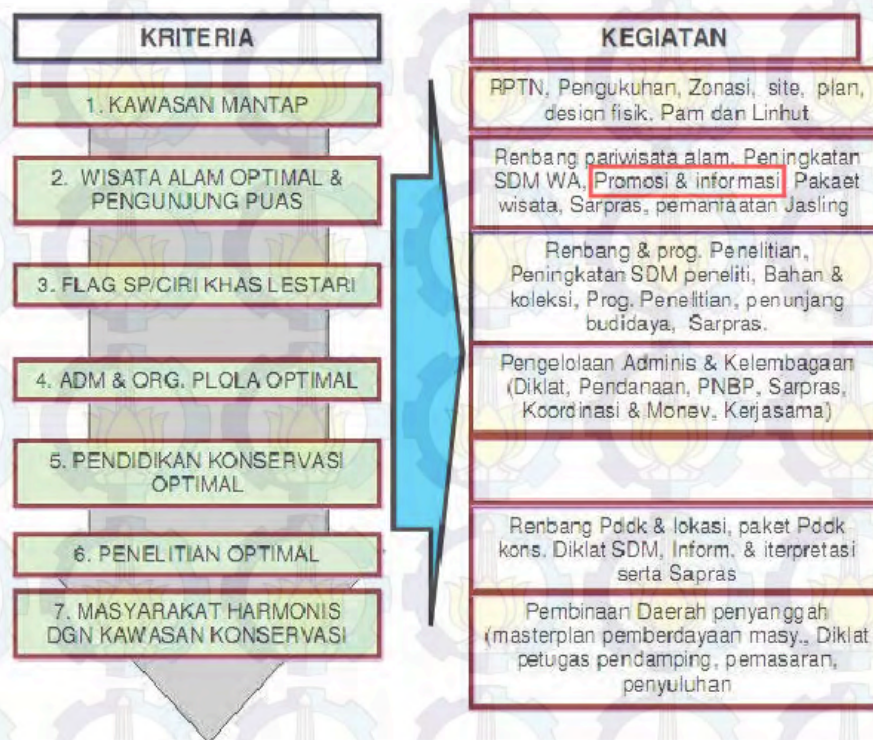 KRITERIA
1. KAWASAN MANTAP
2. WISATA ALAM OPTIMAL &
PENGUNJUNG PUAS
3. FLAG SP/CIRI KHAS LESTARI
4. ADM & ORG. PLOLA OPTIMAL
5. PENDIDIKAN KONSERVASI
OPTIMAL
6. PENELITIAN OPTIMAL
7. MASYARAKAT HARMONIS
DGN KAWASAN KONSERVASI
KEGIATAN
RPTN, Pengukuhan, Zonasi, site, plan,
design fisik. Pam dan Linhut
Renbang pariwisata alam, Peningkatan
SDM WA, Promosi & informasi, Pakaet
wisata, Sarpras, pemanfaatan Jasling
Renbang & prog. Penelitian,
Peningkatan SDM peneliti, Bahan &
koleksi, Prog. Penelitian, penunjang
budidaya, Sarpras.
Pengelolaan Adminis & Kelembagaan
(Diklat, Pendanaan, PNBP, Sarpras,
Koordinasi & Monev, Kerjasama)
Renbang Pddk & lokasi, paket Pddk
kons. Diklat SDM, Inform. & iterpretasi
serta Sapras
Pembinaan Daerah penyanggah
(masterplan pemberdayaan masy., Diklat
petugas pendamping, pemasaran,
penyuluhan